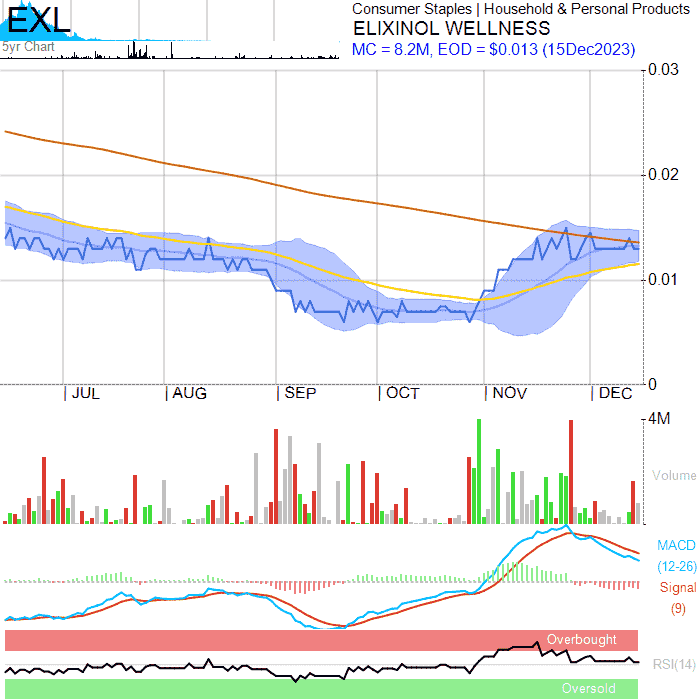 EXL
Consumer Staples | Household & Personal Products
ELIXINOL WELLNESS
5yr Chart
MC = 8.2M, EOD = $0.013 (15Dec2023)
0.03
0.02
0.01
0
JUL AUG SEP OCT NOV DEC
4M
Volume
MACD
(12-26)
Signal
(9)
Overbought
RSI(14)
Oversold